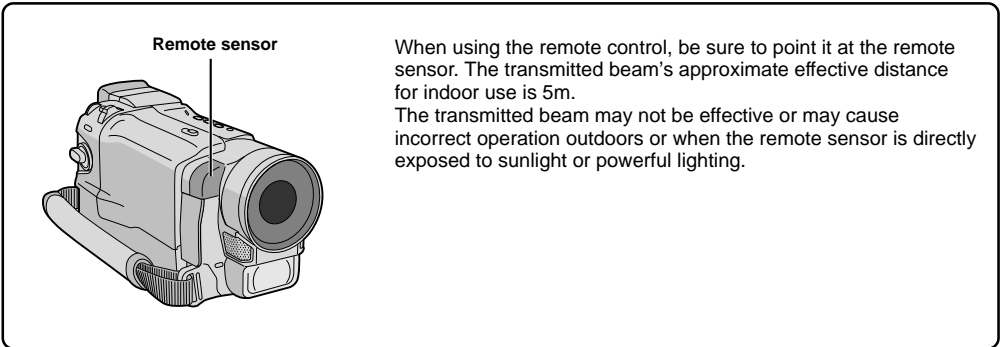 Remote sensor
When using the remote control, be sure to point it at the remote
sensor. The transmitted beam’s approximate effective distance
for indoor use is 5m.
The transmitted beam may not be effective or may cause
incorrect operation outdoors or when the remote sensor is directly
exposed to sunlight or powerful lighting.